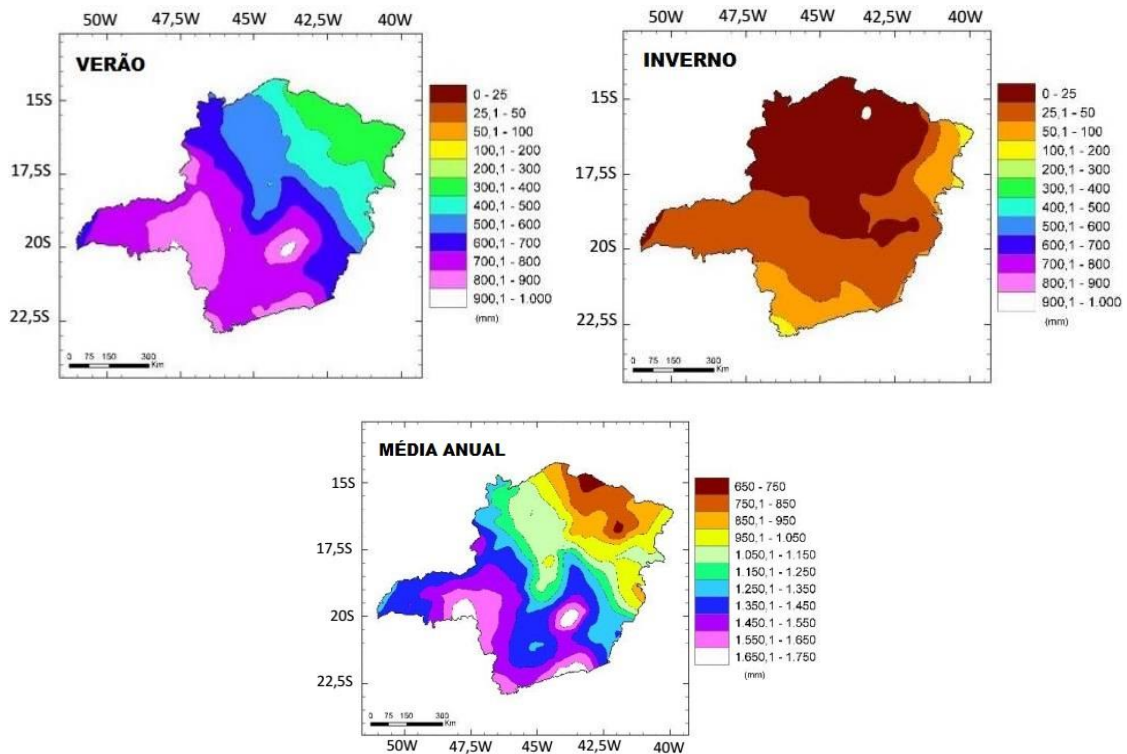 50W 47,5W 45W 42,5W 40W
VERÃO
15S
17,5S
20S
22,5S
0 75 150 300
Km
0 - 25
25,1 - 50
50,1 - 100
100,1 - 200
200,1 - 300
300,1 - 400
400,1 - 500
500,1 - 600
600,1 - 700
700,1 - 800
800,1 - 900
900,1 - 1.000
(mm)
50W 47,5W 45W 42,5W 40W
INVERNO
15S
17,5S
20S
22,5S
0 75 150 300
Km
0 - 25
25,1 - 50
50,1 - 100
100,1 - 200
200,1 - 300
300,1 - 400
400,1 - 500
500,1 - 600
600,1 - 700
700,1 - 800
800,1 - 900
900,1 - 1.000
(mm)
MÉDIA ANUAL
15S
17,5S
20S
22,5S
0 75 150 300
Km
50W 47,5W 45W 42,5W 40W
650 - 750
750,1 - 850
850,1 - 950
950,1 - 1.050
1.050,1 - 1.150
1.150,1 - 1.250
1.250,1 - 1.350
1.350,1 - 1.450
1.450,1 - 1.550
1.550,1 - 1.650
1.650,1 - 1.750
(mm)